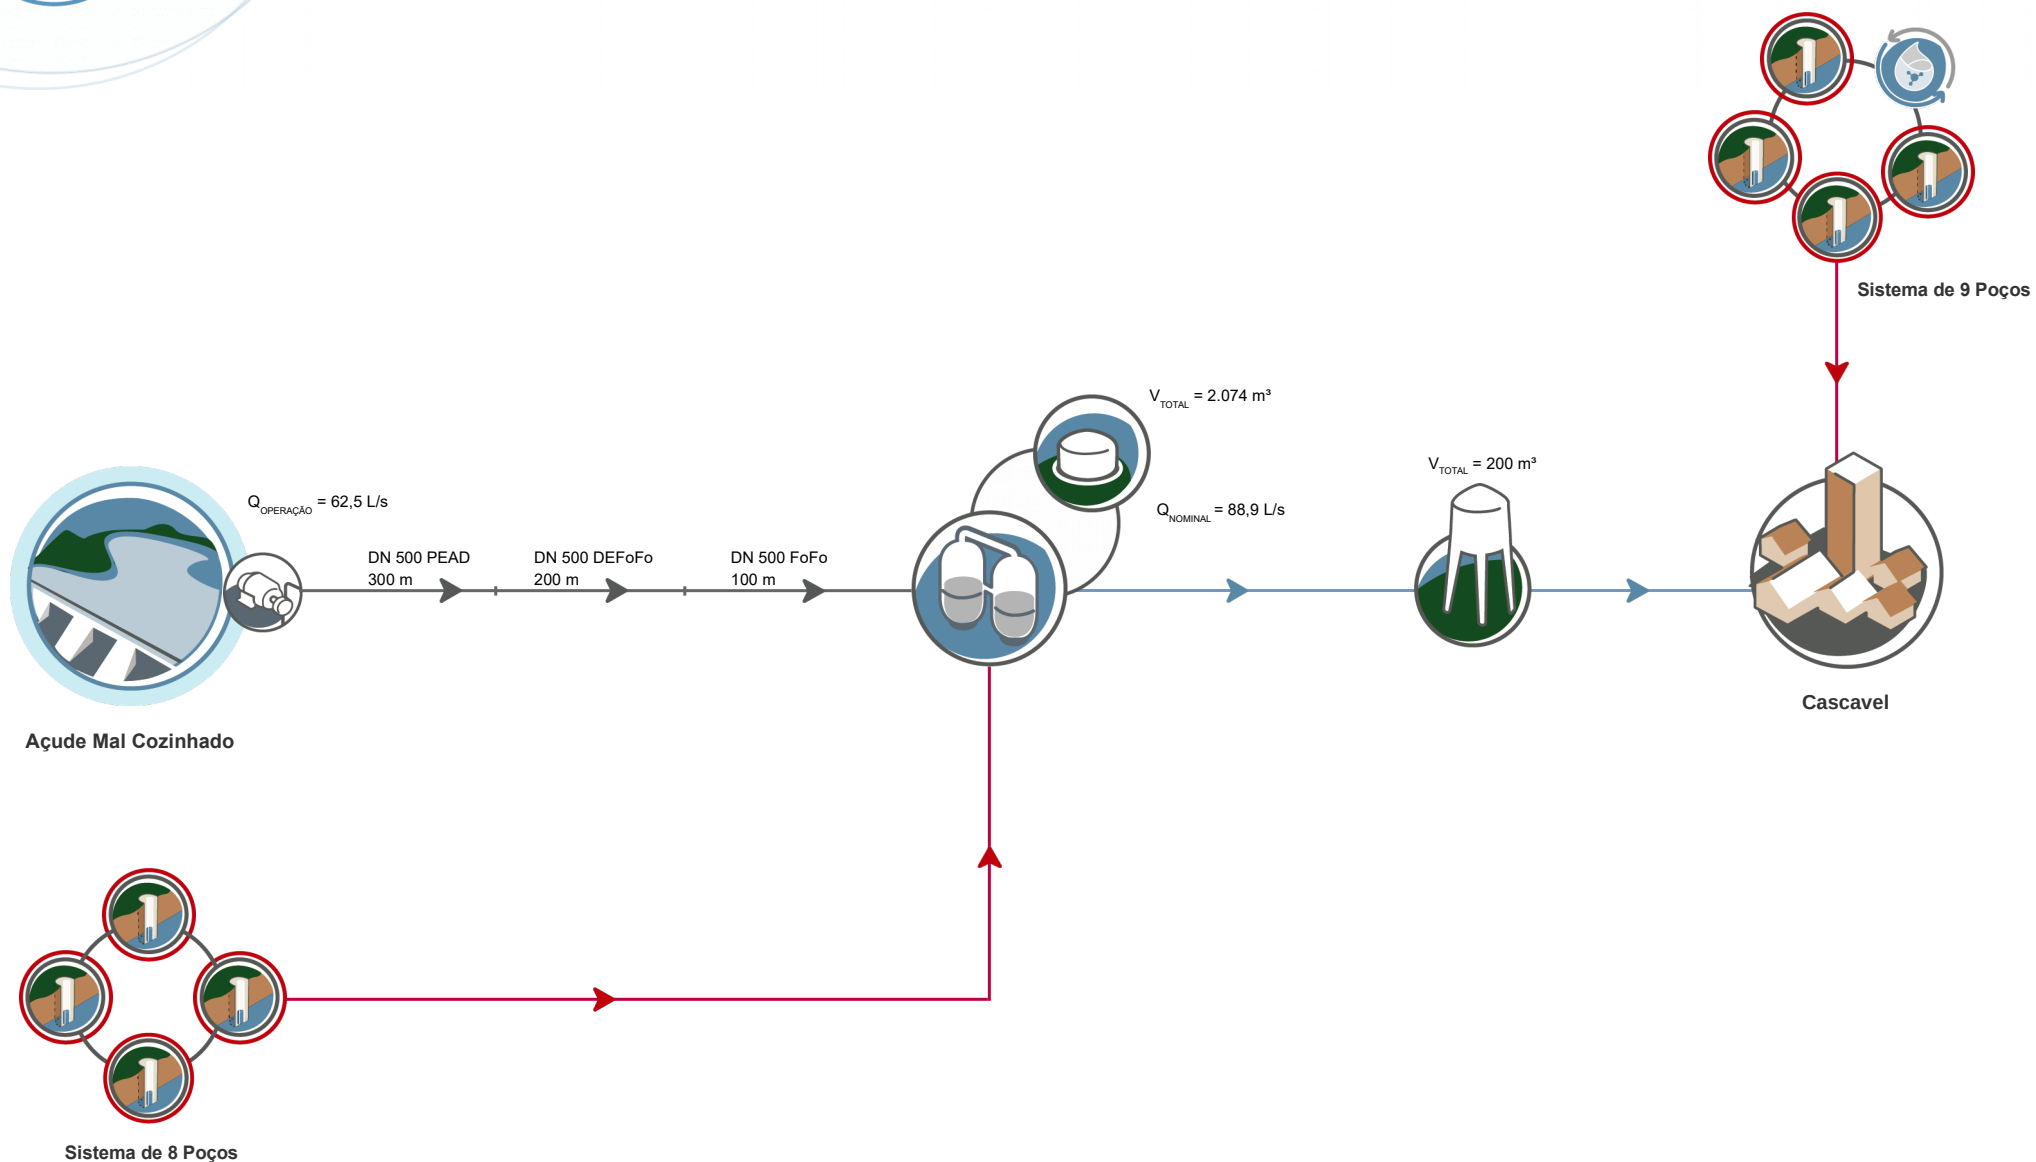 Sistema de 9 Poços
V TOTAL = 2.074 m³
V TOTAL = 200 m³
Q OPERAÇÃO = 62,5 L/s
Q NOMINAL = 88,9 L/s
DN 500 PEAD
300 m
DN 500 DEFoFo
200 m
DN 500 FoFo
100 m
Cascavel
Açude Mal Cozinhado
Sistema de 8 Poços